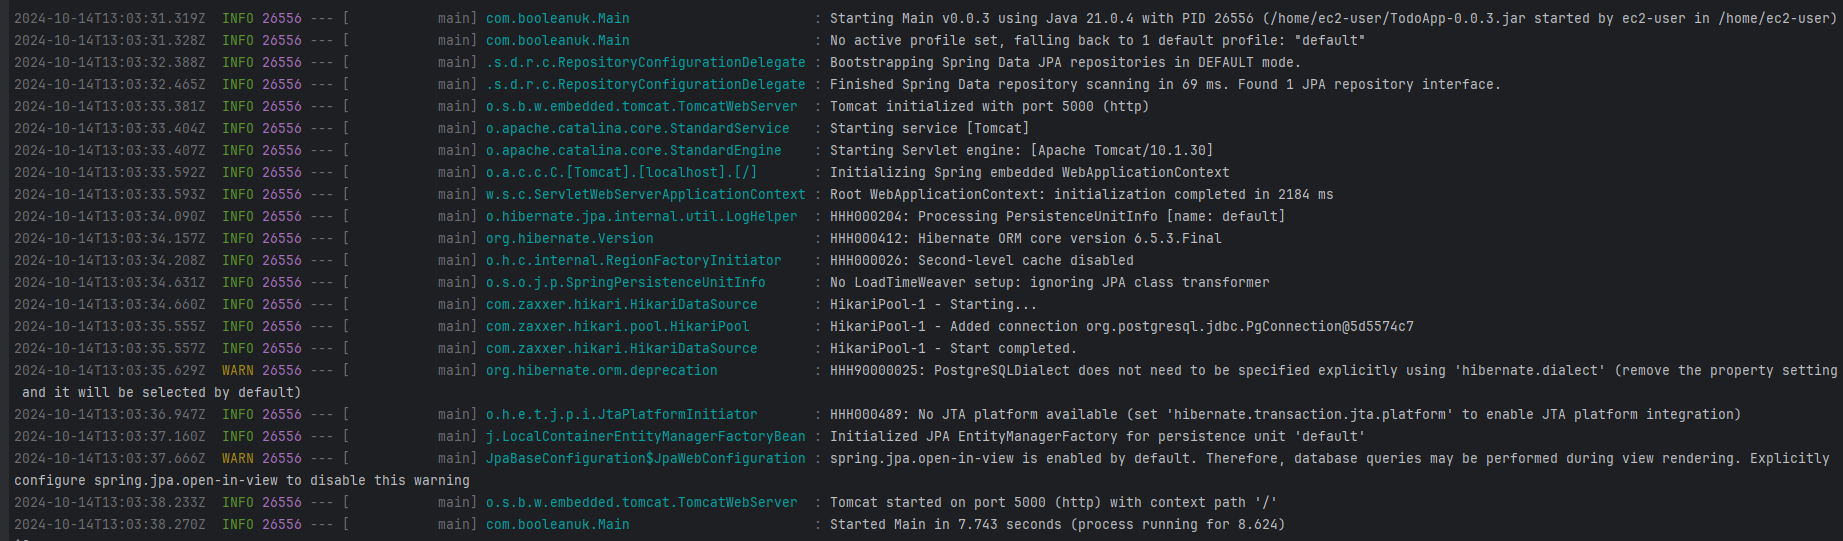 2024-10-14T13:03:31.319Z  INFO 26556 --- [           main] com.booleanuk.Main                       : Starting Main v0.0.3 using Java 21.0.4 with PID 26556 (/home/ec2-user/TodoApp-0.0.3.jar started by ec2-user in /home/ec2-user)
2024-10-14T13:03:31.328Z  INFO 26556 --- [           main] com.booleanuk.Main                       : No active profile set, falling back to 1 default profile: "default"
2024-10-14T13:03:32.388Z  INFO 26556 --- [           main] .s.d.r.c.RepositoryConfigurationDelegate : Bootstrapping Spring Data JPA repositories in DEFAULT mode.
2024-10-14T13:03:32.465Z  INFO 26556 --- [           main] .s.d.r.c.RepositoryConfigurationDelegate : Finished Spring Data repository scanning in 69 ms. Found 1 JPA repository interface.
2024-10-14T13:03:33.381Z  INFO 26556 --- [           main] o.s.b.w.embedded.tomcat.TomcatWebServer  : Tomcat initialized with port 5000 (http)
2024-10-14T13:03:33.404Z  INFO 26556 --- [           main] o.apache.catalina.core.StandardService   : Starting service [Tomcat]
2024-10-14T13:03:33.407Z  INFO 26556 --- [           main] o.apache.catalina.core.StandardEngine    : Starting Servlet engine: [Apache Tomcat/10.1.30]
2024-10-14T13:03:33.592Z  INFO 26556 --- [           main] o.a.c.c.C.[Tomcat].[localhost].[/]       : Initializing Spring embedded WebApplicationContext
2024-10-14T13:03:33.593Z  INFO 26556 --- [           main] w.s.c.ServletWebServerApplicationContext : Root WebApplicationContext: initialization completed in 2184 ms
2024-10-14T13:03:34.090Z  INFO 26556 --- [           main] o.hibernate.jpa.internal.util.LogHelper  : HHH000204: Processing PersistenceUnitInfo [name: default]
2024-10-14T13:03:34.157Z  INFO 26556 --- [           main] org.hibernate.Version                    : HHH000412: Hibernate ORM core version 6.5.3.Final
2024-10-14T13:03:34.208Z  INFO 26556 --- [           main] o.h.c.internal.RegionFactoryInitiator    : HHH000026: Second-level cache disabled
2024-10-14T13:03:34.631Z  INFO 26556 --- [           main] o.s.o.j.p.SpringPersistenceUnitInfo      : No LoadTimeWeaver setup: ignoring JPA class transformer
2024-10-14T13:03:34.660Z  INFO 26556 --- [           main] com.zaxxer.hikari.HikariDataSource       : HikariPool-1 - Starting...
2024-10-14T13:03:35.555Z  INFO 26556 --- [           main] com.zaxxer.hikari.pool.HikariPool        : HikariPool-1 - Added connection org.postgresql.jdbc.PgConnection@5d5574c7
2024-10-14T13:03:35.557Z  INFO 26556 --- [           main] com.zaxxer.hikari.HikariDataSource       : HikariPool-1 - Start completed.
2024-10-14T13:03:35.629Z  WARN 26556 --- [           main] org.hibernate.orm.deprecation            : HHH90000025: PostgreSQLDialect does not need to be specified explicitly using 'hibernate.dialect' (remove the property setting
 and it will be selected by default)
2024-10-14T13:03:36.947Z  INFO 26556 --- [           main] o.h.e.t.j.p.i.JtaPlatformInitiator       : HHH000489: No JTA platform available (set 'hibernate.transaction.jta.platform' to enable JTA platform integration)
2024-10-14T13:03:37.160Z  INFO 26556 --- [           main] j.LocalContainerEntityManagerFactoryBean : Initialized JPA EntityManagerFactory for persistence unit 'default'
2024-10-14T13:03:37.666Z  WARN 26556 --- [           main] JpaBaseConfiguration$JpaWebConfiguration : spring.jpa.open-in-view is enabled by default. Therefore, database queries may be performed during view rendering. Explicitly
configure spring.jpa.open-in-view to disable this warning
2024-10-14T13:03:38.233Z  INFO 26556 --- [           main] o.s.b.w.embedded.tomcat.TomcatWebServer  : Tomcat started on port 5000 (http) with context path '/'
2024-10-14T13:03:38.270Z  INFO 26556 --- [           main] com.booleanuk.Main                       : Started Main in 7.743 seconds (process running for 8.624)